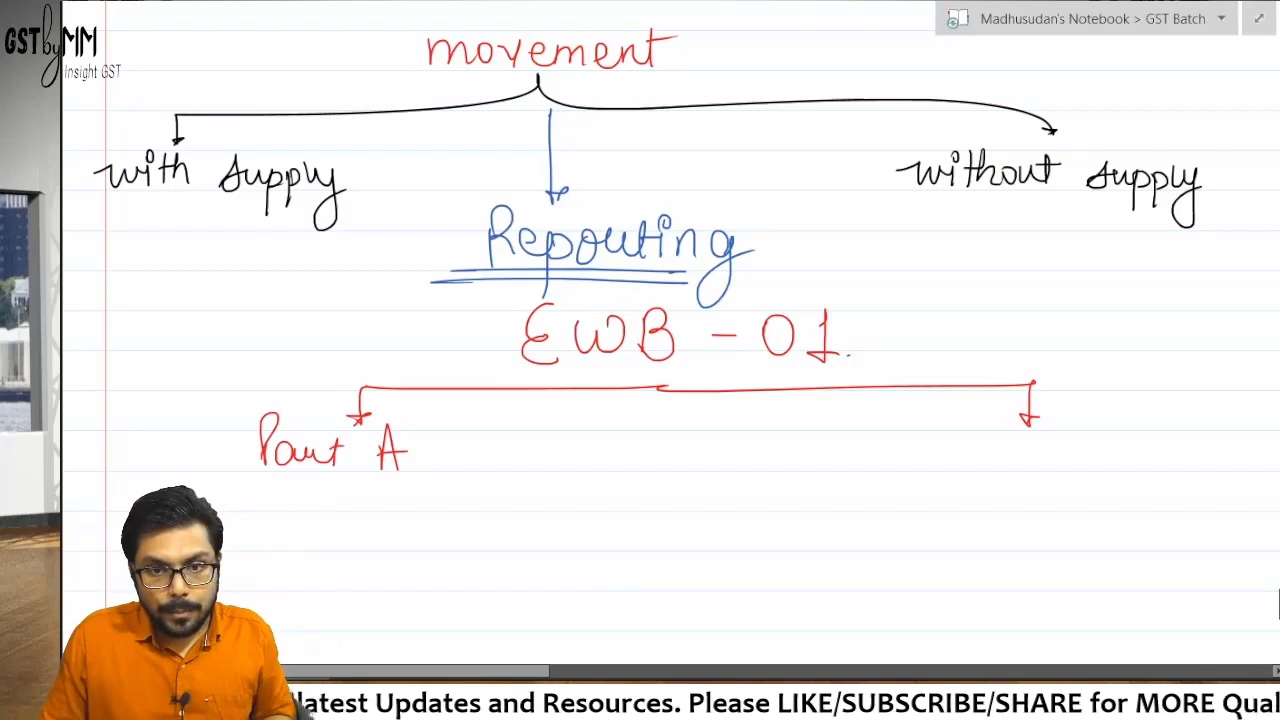 GST by MM
Insight GST
Madhusudan's Notebook > GST Batch
movement
with supply
without supply
Reporting
EWB - 01.
Part A
latest Updates and Resources. Please LIKE/SUBSCRIBE/SHARE for MORE Qual